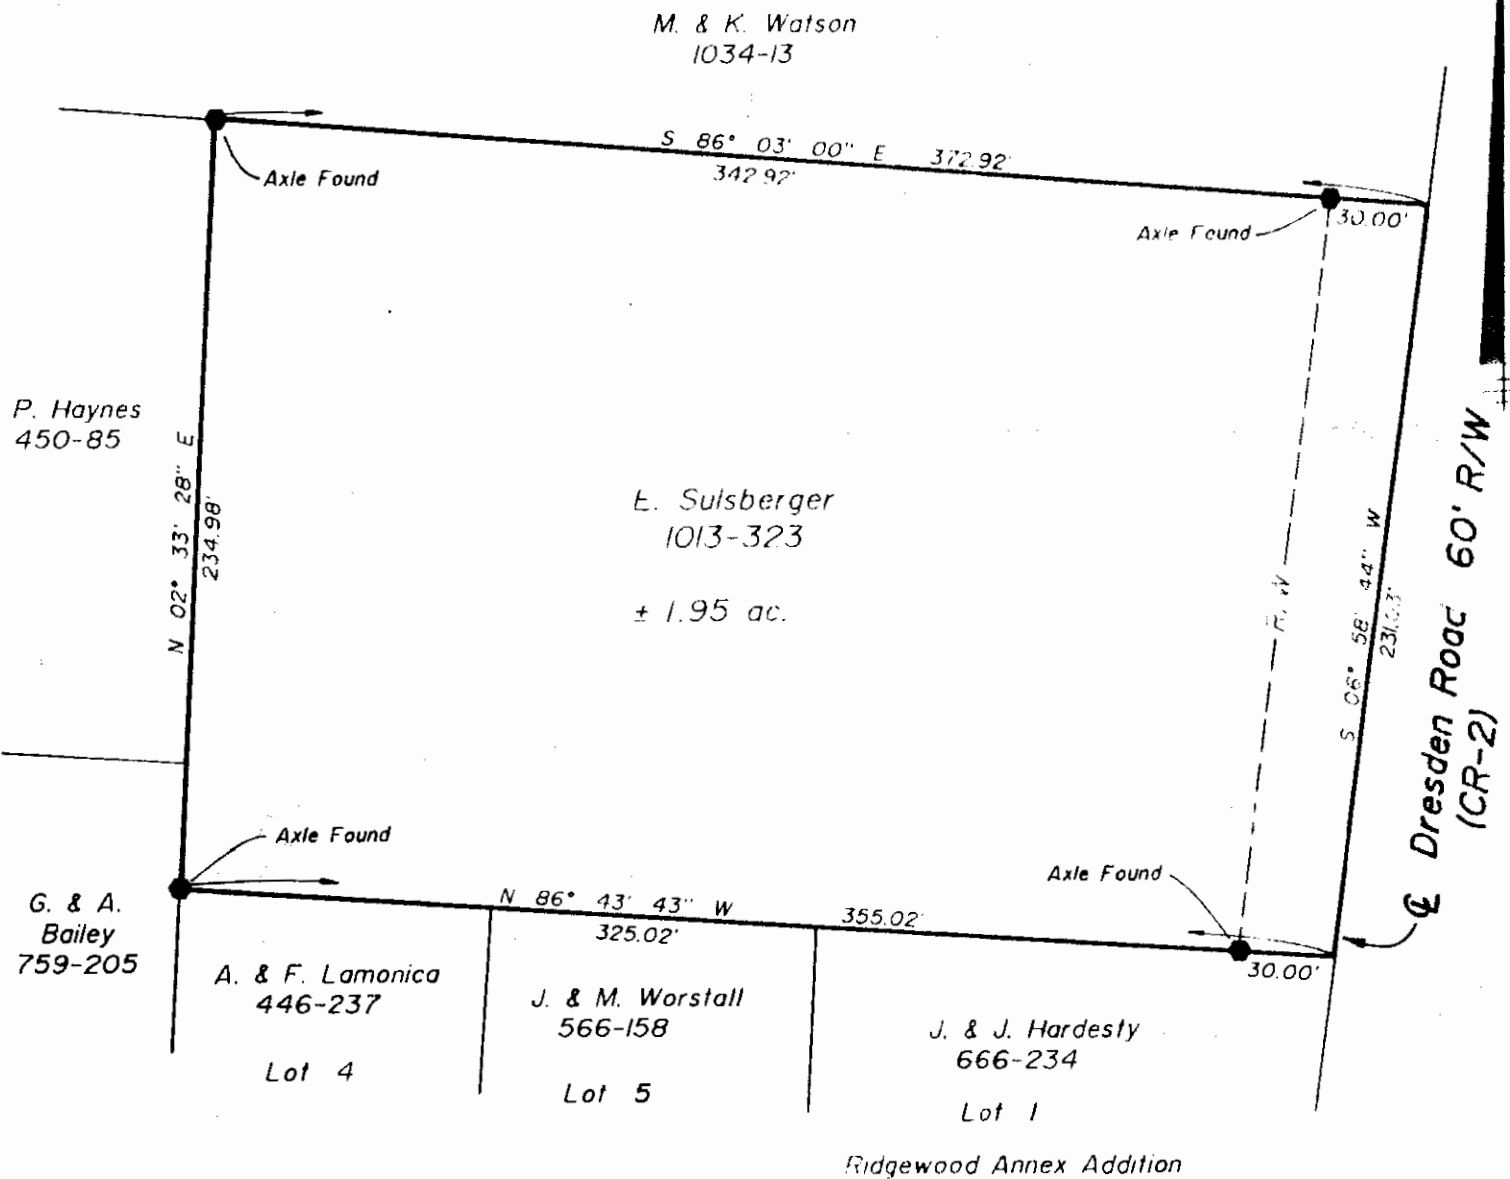 M. & K. Watson
1034-13
S 86° 03' 00" E 372.92'
342.92'
Axle Found
Axle Found
30.00'
P. Haynes
450-85
N 02° 33' 28" E
234.98'
E. Sulsberger
1013-323
± 1.95 ac.
R/W
S 06° 58' 44" W
℄ Dresden Road 60' R/W
(CR-2)
Axle Found
Axle Found
N 86° 43' 43" W 355.02'
325.02'
30.00'
G. & A.
Bailey
759-205
A. & F. Lamonica
446-237
Lot 4
J. & M. Worstall
566-158
Lot 5
J. & J. Hardesty
666-234
Lot 1
Ridgewood Annex Addition